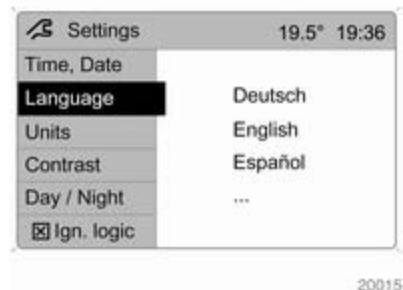 Settings 19.5° 19:36
Time, Date
Language Deutsch
Units English
Contrast Español
Day / Night ...
Ign. logic
20015